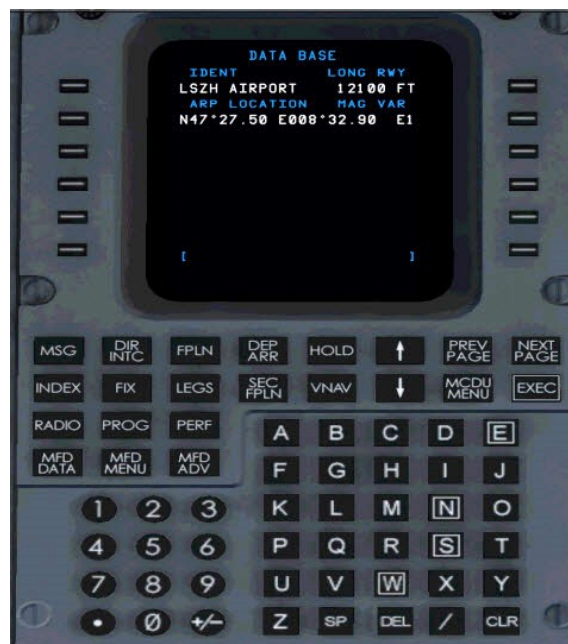 DATA BASE
IDENT LONG RWY
LSZH AIRPORT 12100 FT
ARP LOCATION MAG VAR
N47°27.50 E008°32.90 E1
[ ]
MSG DIR INTC FPLN DEP ARR HOLD ↑ PREV PAGE NEXT PAGE
INDEX FIX LEGS SEC FPLN VNAV ↓ MCDU MENU EXEC
RADIO PROG PERF
MFD DATA MFD MENU MFD ADV
A B C D E
F G H I J
1 2 3 K L M N O
4 5 6 P Q R S T
7 8 9 U V W X Y
• 0 +/- Z SP DEL / CLR